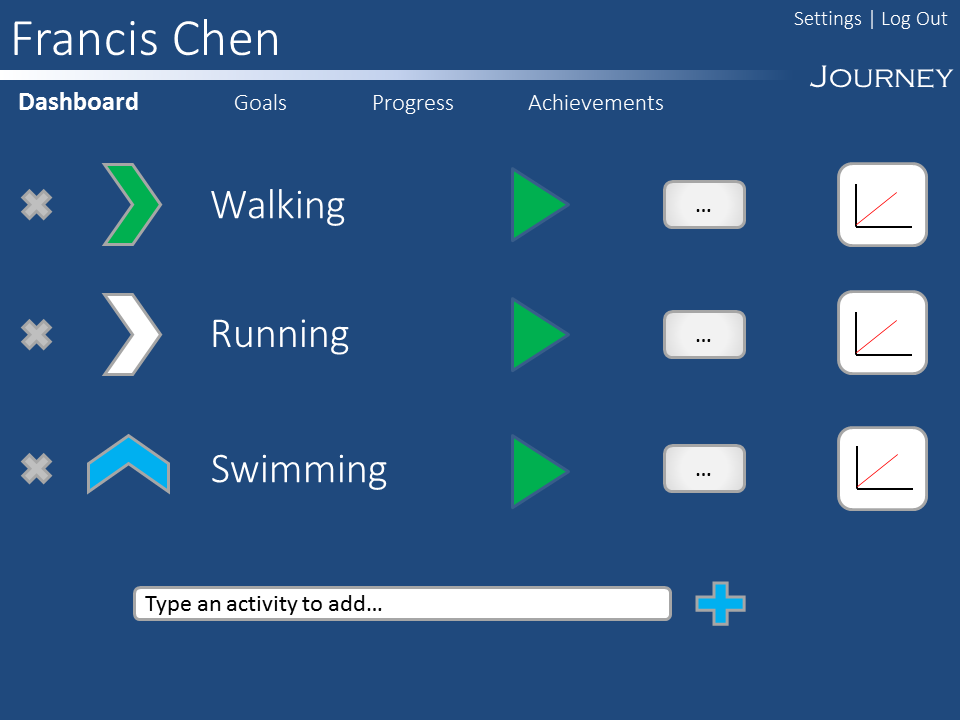 Francis Chen
Settings | Log Out
Journey
Dashboard Goals Progress Achievements
Walking ...
Running ...
Swimming ...
Type an activity to add...